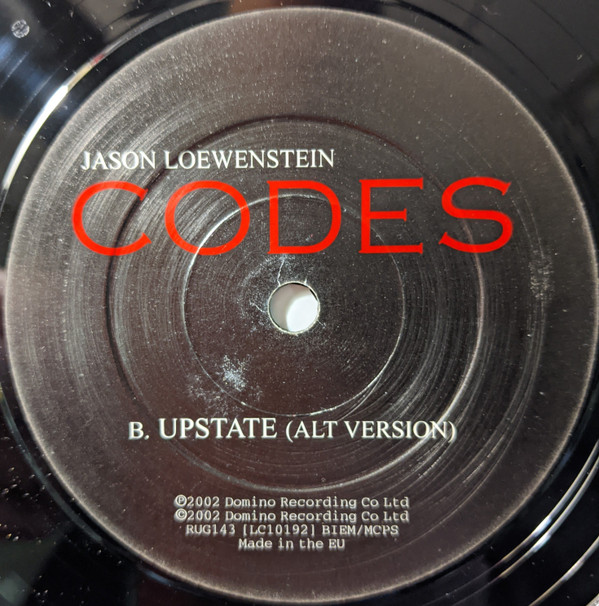 JASON LOEWENSTEIN
CODES
B. UPSTATE (ALT VERSION)
℗2002 Domino Recording Co Ltd
©2002 Domino Recording Co Ltd
RUG143 [LC10192] BIEM/MCPS
Made in the EU